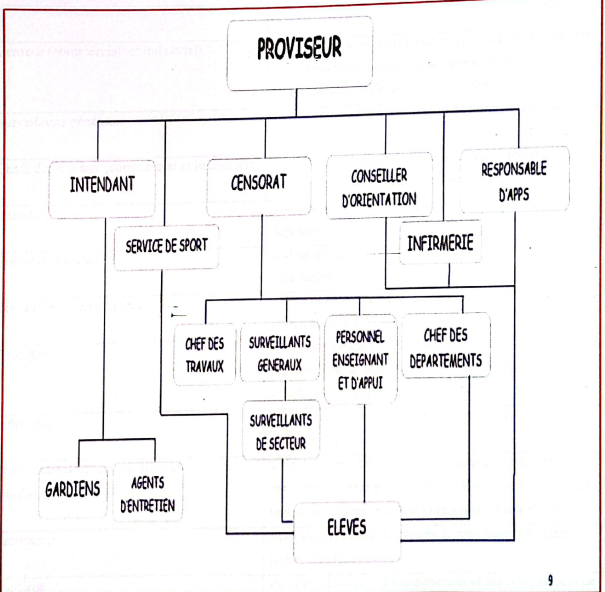 PROVISEUR
INTENDANT
CENSORAT
CONSEILLER
D'ORIENTATION
RESPONSABLE
D'APPS
SERVICE DE SPORT
INFIRMERIE
CHEF DES
TRAVAUX
SURVEILLANTS
GENERAUX
PERSONNEL
ENSEIGNANT
ET D'APPUI
CHEF DES
DEPARTEMENTS
SURVEILLANTS
DE SECTEUR
GARDIENS
AGENTS
D'ENTRETIEN
ELEVES
9